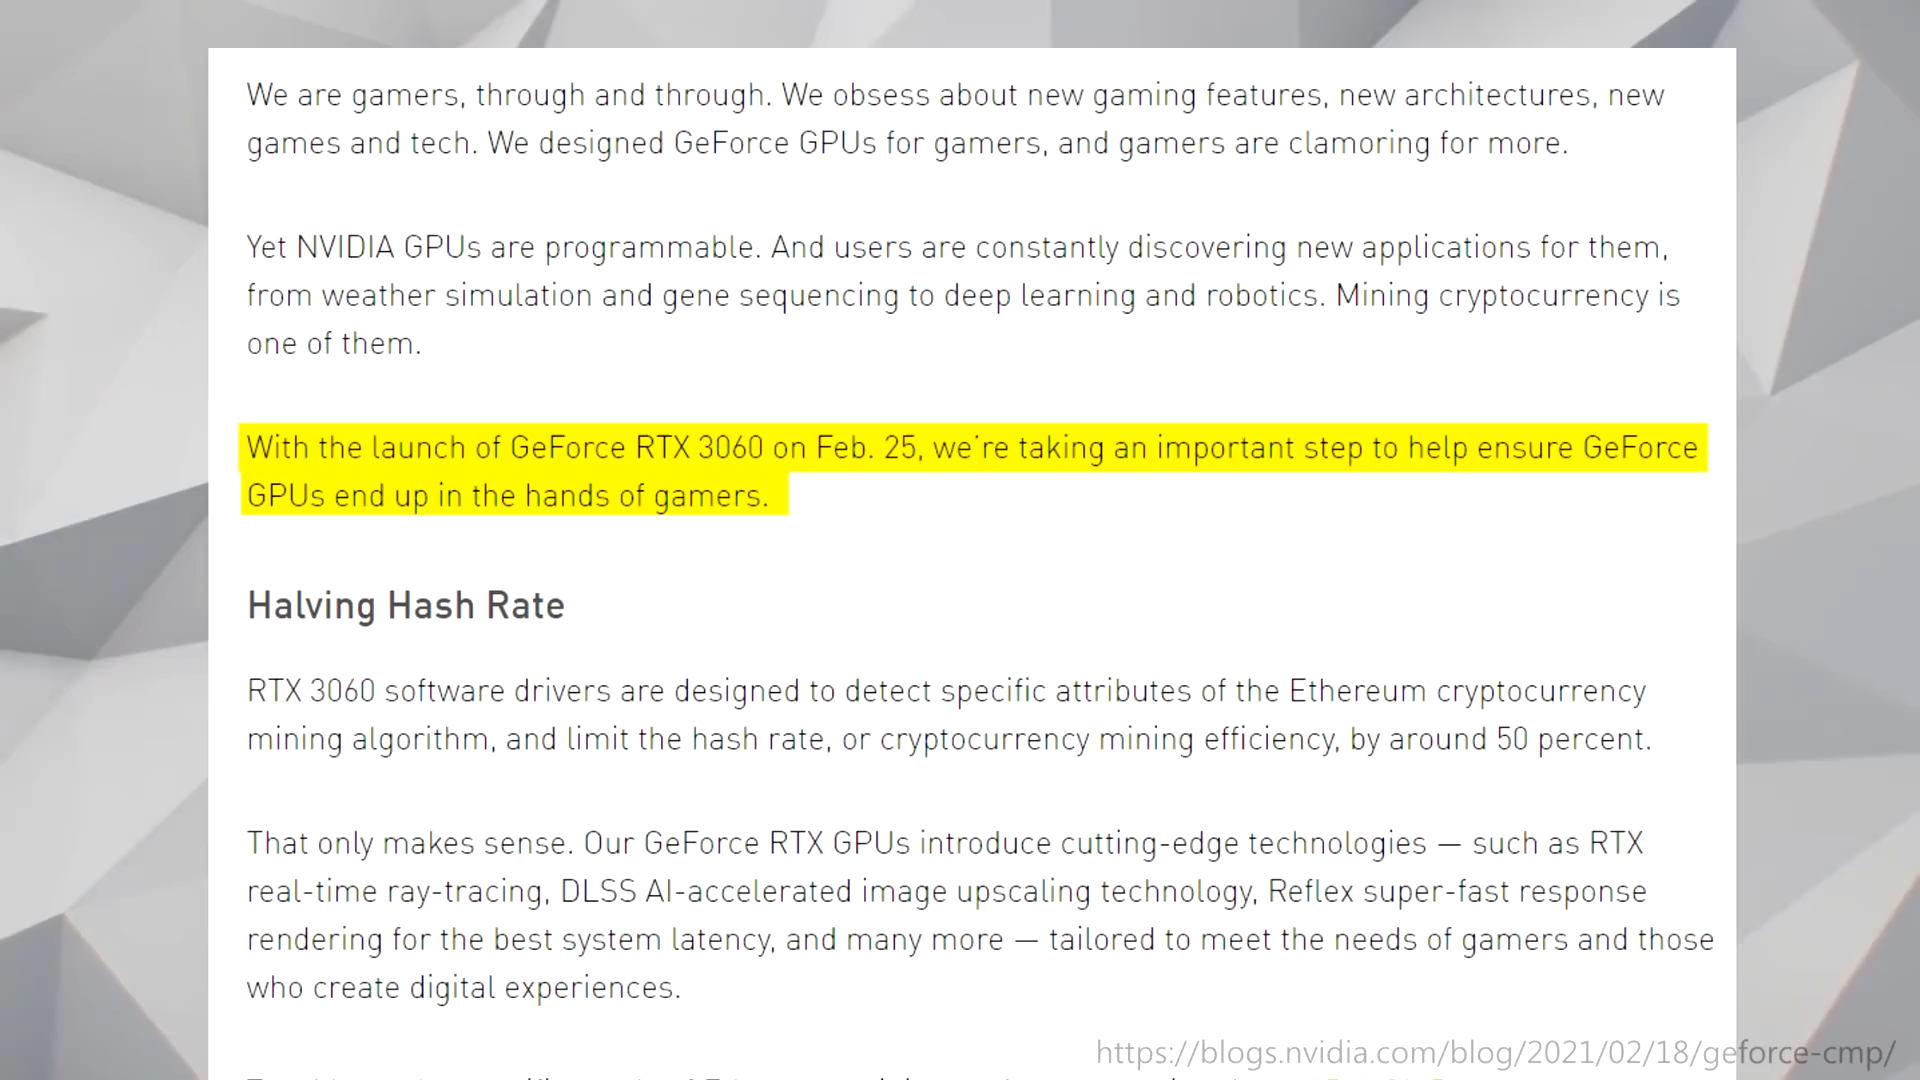 We are gamers, through and through. We obsess about new gaming features, new architectures, new
games and tech. We designed GeForce GPUs for gamers, and gamers are clamoring for more.
Yet NVIDIA GPUs are programmable. And users are constantly discovering new applications for them,
from weather simulation and gene sequencing to deep learning and robotics. Mining cryptocurrency is
one of them.
With the launch of GeForce RTX 3060 on Feb. 25, we're taking an important step to help ensure GeForce
GPUs end up in the hands of gamers.
Halving Hash Rate
RTX 3060 software drivers are designed to detect specific attributes of the Ethereum cryptocurrency
mining algorithm, and limit the hash rate, or cryptocurrency mining efficiency, by around 50 percent.
That only makes sense. Our GeForce RTX GPUs introduce cutting-edge technologies — such as RTX
real-time ray-tracing, DLSS AI-accelerated image upscaling technology, Reflex super-fast response
rendering for the best system latency, and many more — tailored to meet the needs of gamers and those
who create digital experiences.
https://blogs.nvidia.com/blog/2021/02/18/geforce-cmp/